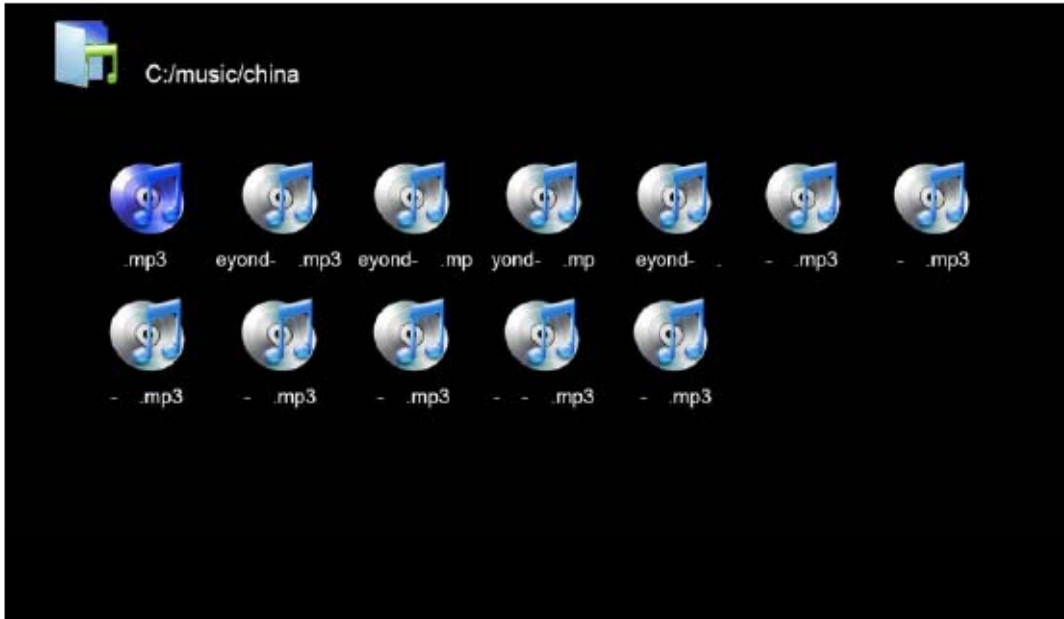 C:/music/china
.mp3 eyond- .mp3 eyond- .mp yond- .mp eyond- . - .mp3 - .mp3
- .mp3 - .mp3 - .mp3 - - .mp3 - .mp3